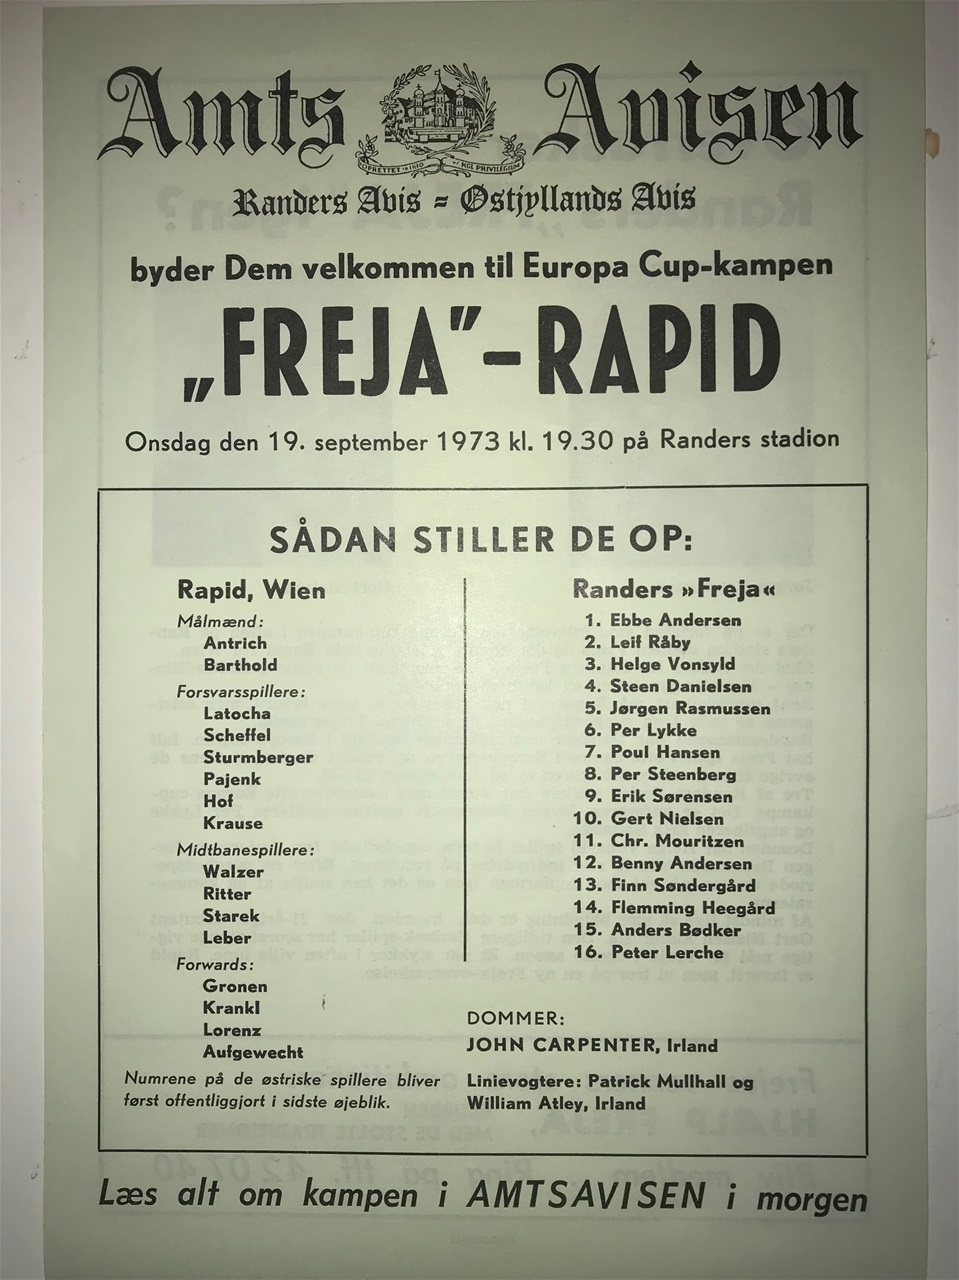 Amts Avisen
OPRETTET 1810 af KGL PRIVILEGIUM
Randers Avis = Østjyllands Avis
byder Dem velkommen til Europa Cup-kampen
„FREJA”-RAPID
Onsdag den 19. september 1973 kl. 19.30 på Randers stadion
SÅDAN STILLER DE OP:
Rapid, Wien
Målmænd:
Antrich
Barthold
Forsvarsspillere:
Latocha
Scheffel
Sturmberger
Pajenk
Hof
Krause
Midtbanespillere:
Walzer
Ritter
Starek
Leber
Forwards:
Gronen
Krankl
Lorenz
Aufgewecht
Numrene på de østriske spillere bliver
først offentliggjort i sidste øjeblik.
Randers »Freja«
1. Ebbe Andersen
2. Leif Råby
3. Helge Vonsyld
4. Steen Danielsen
5. Jørgen Rasmussen
6. Per Lykke
7. Poul Hansen
8. Per Steenberg
9. Erik Sørensen
10. Gert Nielsen
11. Chr. Mouritzen
12. Benny Andersen
13. Finn Søndergård
14. Flemming Heegård
15. Anders Bødker
16. Peter Lerche
DOMMER:
JOHN CARPENTER, Irland
Linievogtere: Patrick Mullhall og
William Atley, Irland
Læs alt om kampen i AMTSAVISEN i morgen